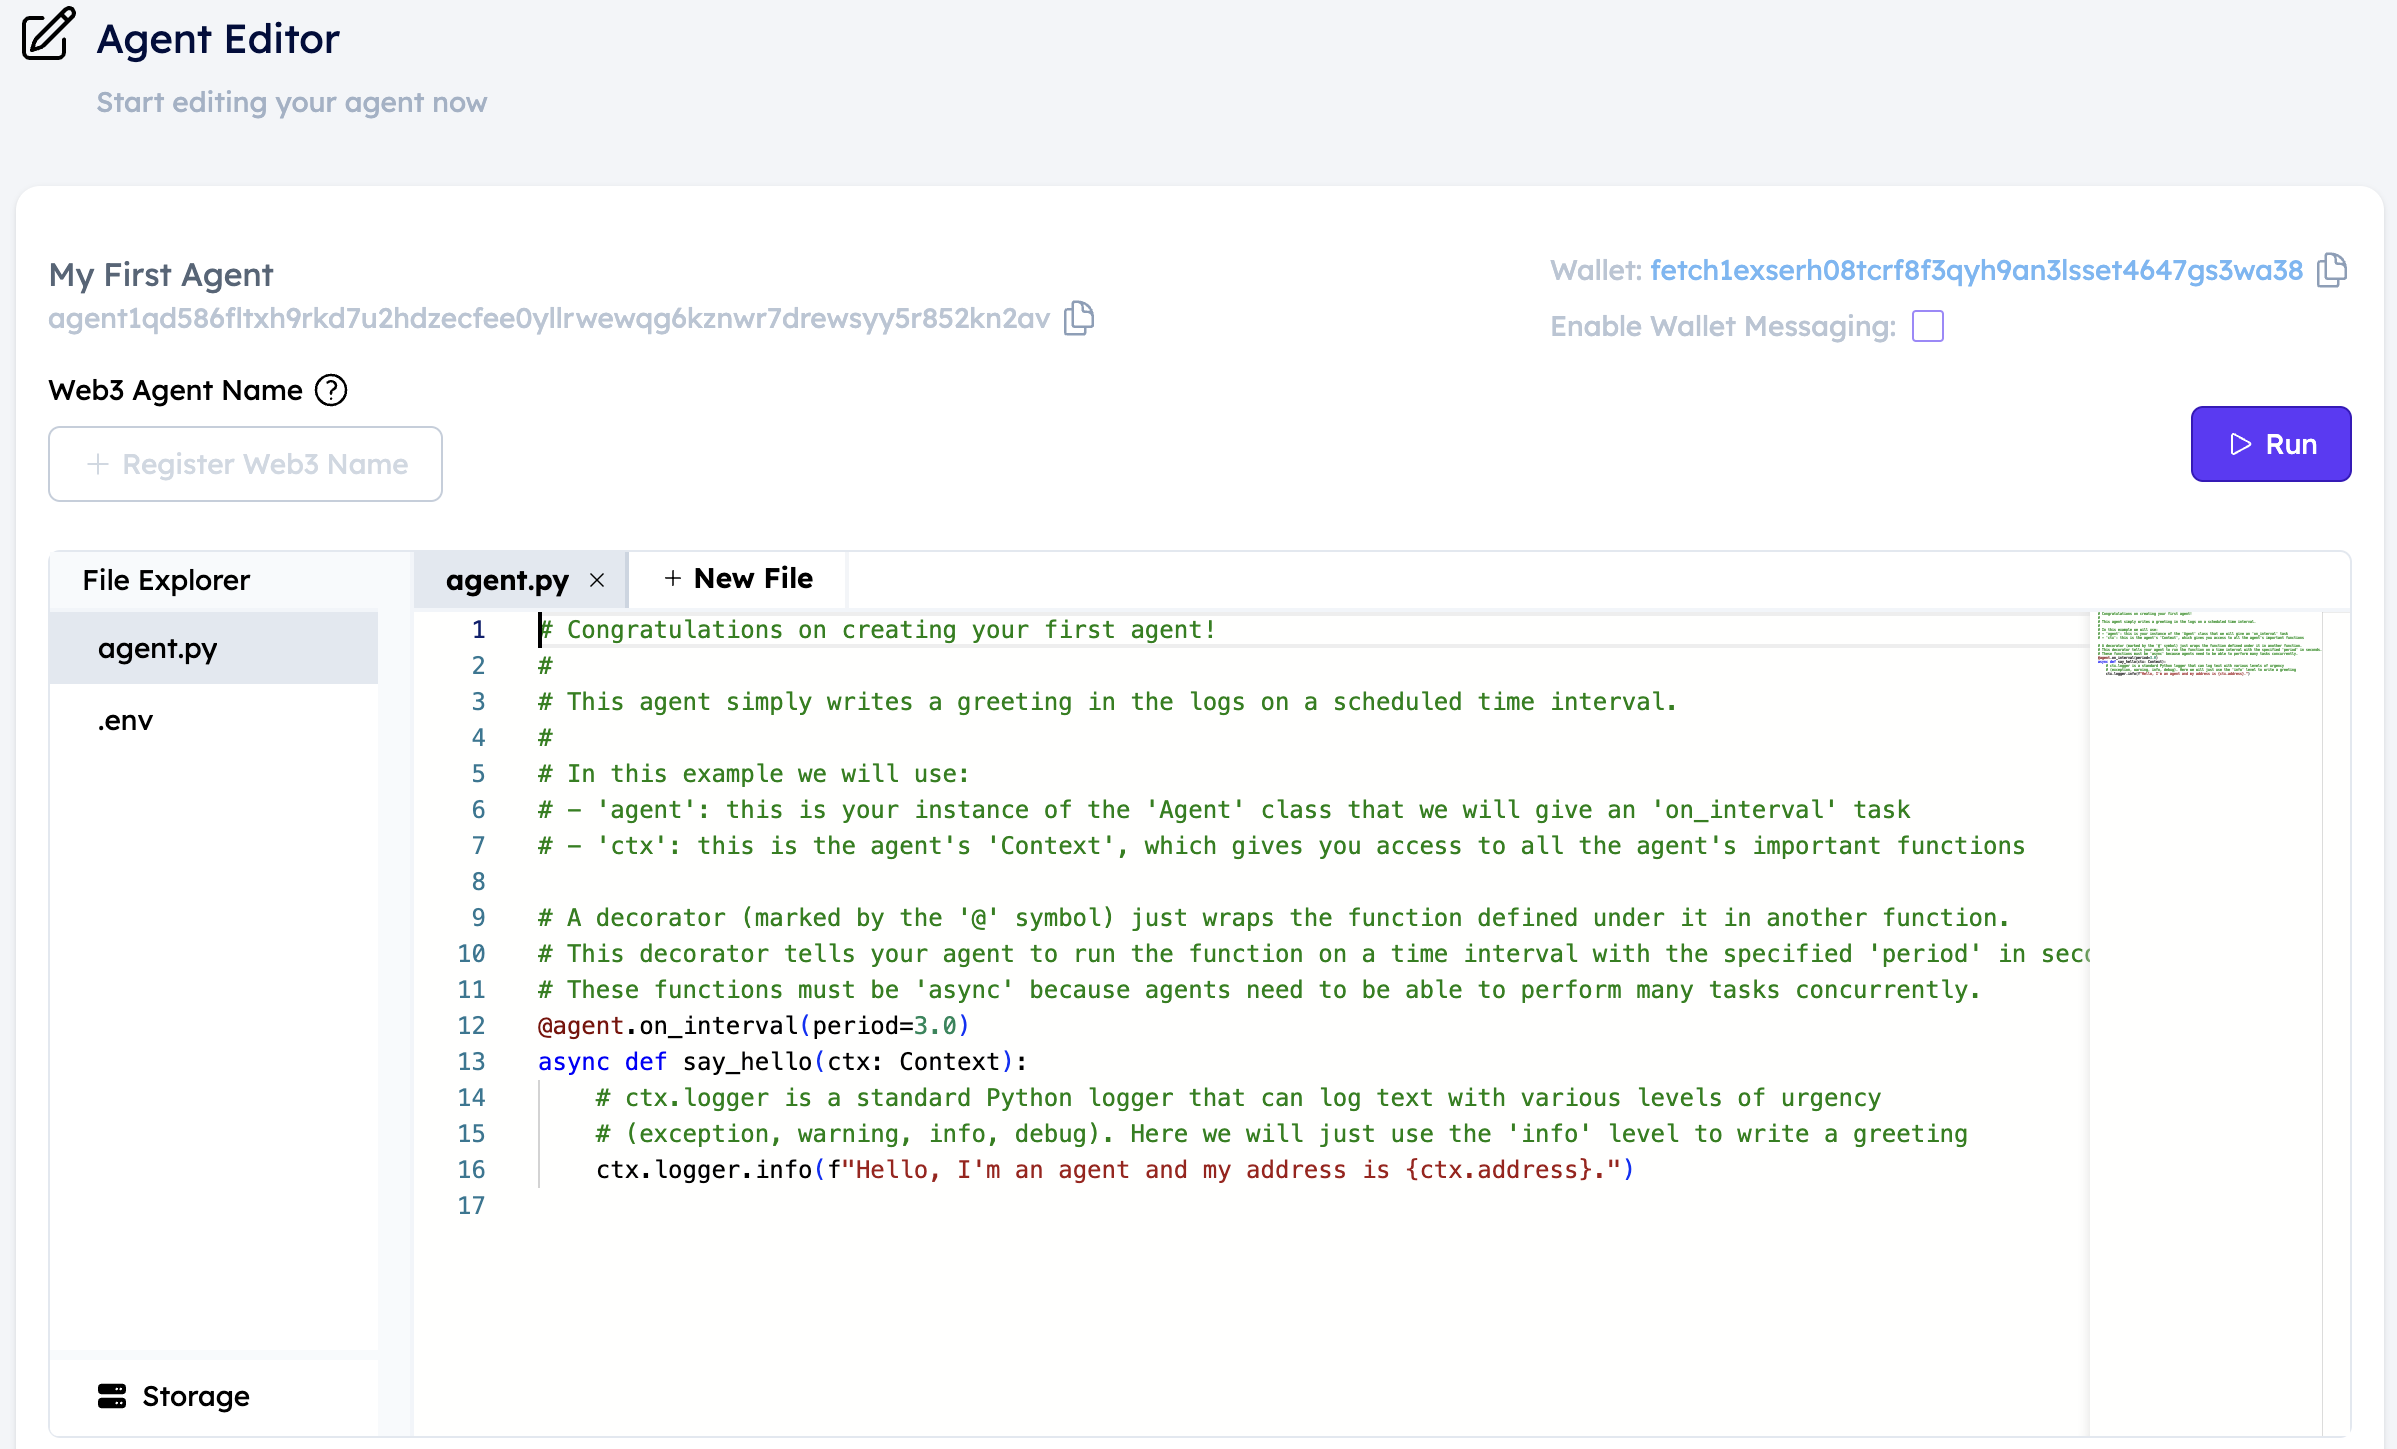 Agent Editor
Start editing your agent now
My First Agent
agent1qd586fltxh9rkd7u2hdzecfee0yllrwewqg6kznwr7drewsyy5r852kn2av
Wallet: fetch1exserh08tcrf8f3qyh9an3lsset4647gs3wa38
Enable Wallet Messaging:
Web3 Agent Name ?
+ Register Web3 Name
Run
File Explorer
agent.py
.env
Storage
agent.py ×
+ New File
1 # Congratulations on creating your first agent!
2 #
3 # This agent simply writes a greeting in the logs on a scheduled time interval.
4 #
5 # In this example we will use:
6 # - 'agent': this is your instance of the 'Agent' class that we will give an 'on_interval' task
7 # - 'ctx': this is the agent's 'Context', which gives you access to all the agent's important functions
8
9 # A decorator (marked by the '@' symbol) just wraps the function defined under it in another function.
10 # This decorator tells your agent to run the function on a time interval with the specified 'period' in seco
11 # These functions must be 'async' because agents need to be able to perform many tasks concurrently.
12 @agent.on_interval(period=3.0)
13 async def say_hello(ctx: Context):
14     # ctx.logger is a standard Python logger that can log text with various levels of urgency
15     # (exception, warning, info, debug). Here we will just use the 'info' level to write a greeting
16     ctx.logger.info(f"Hello, I'm an agent and my address is {ctx.address}.")
17